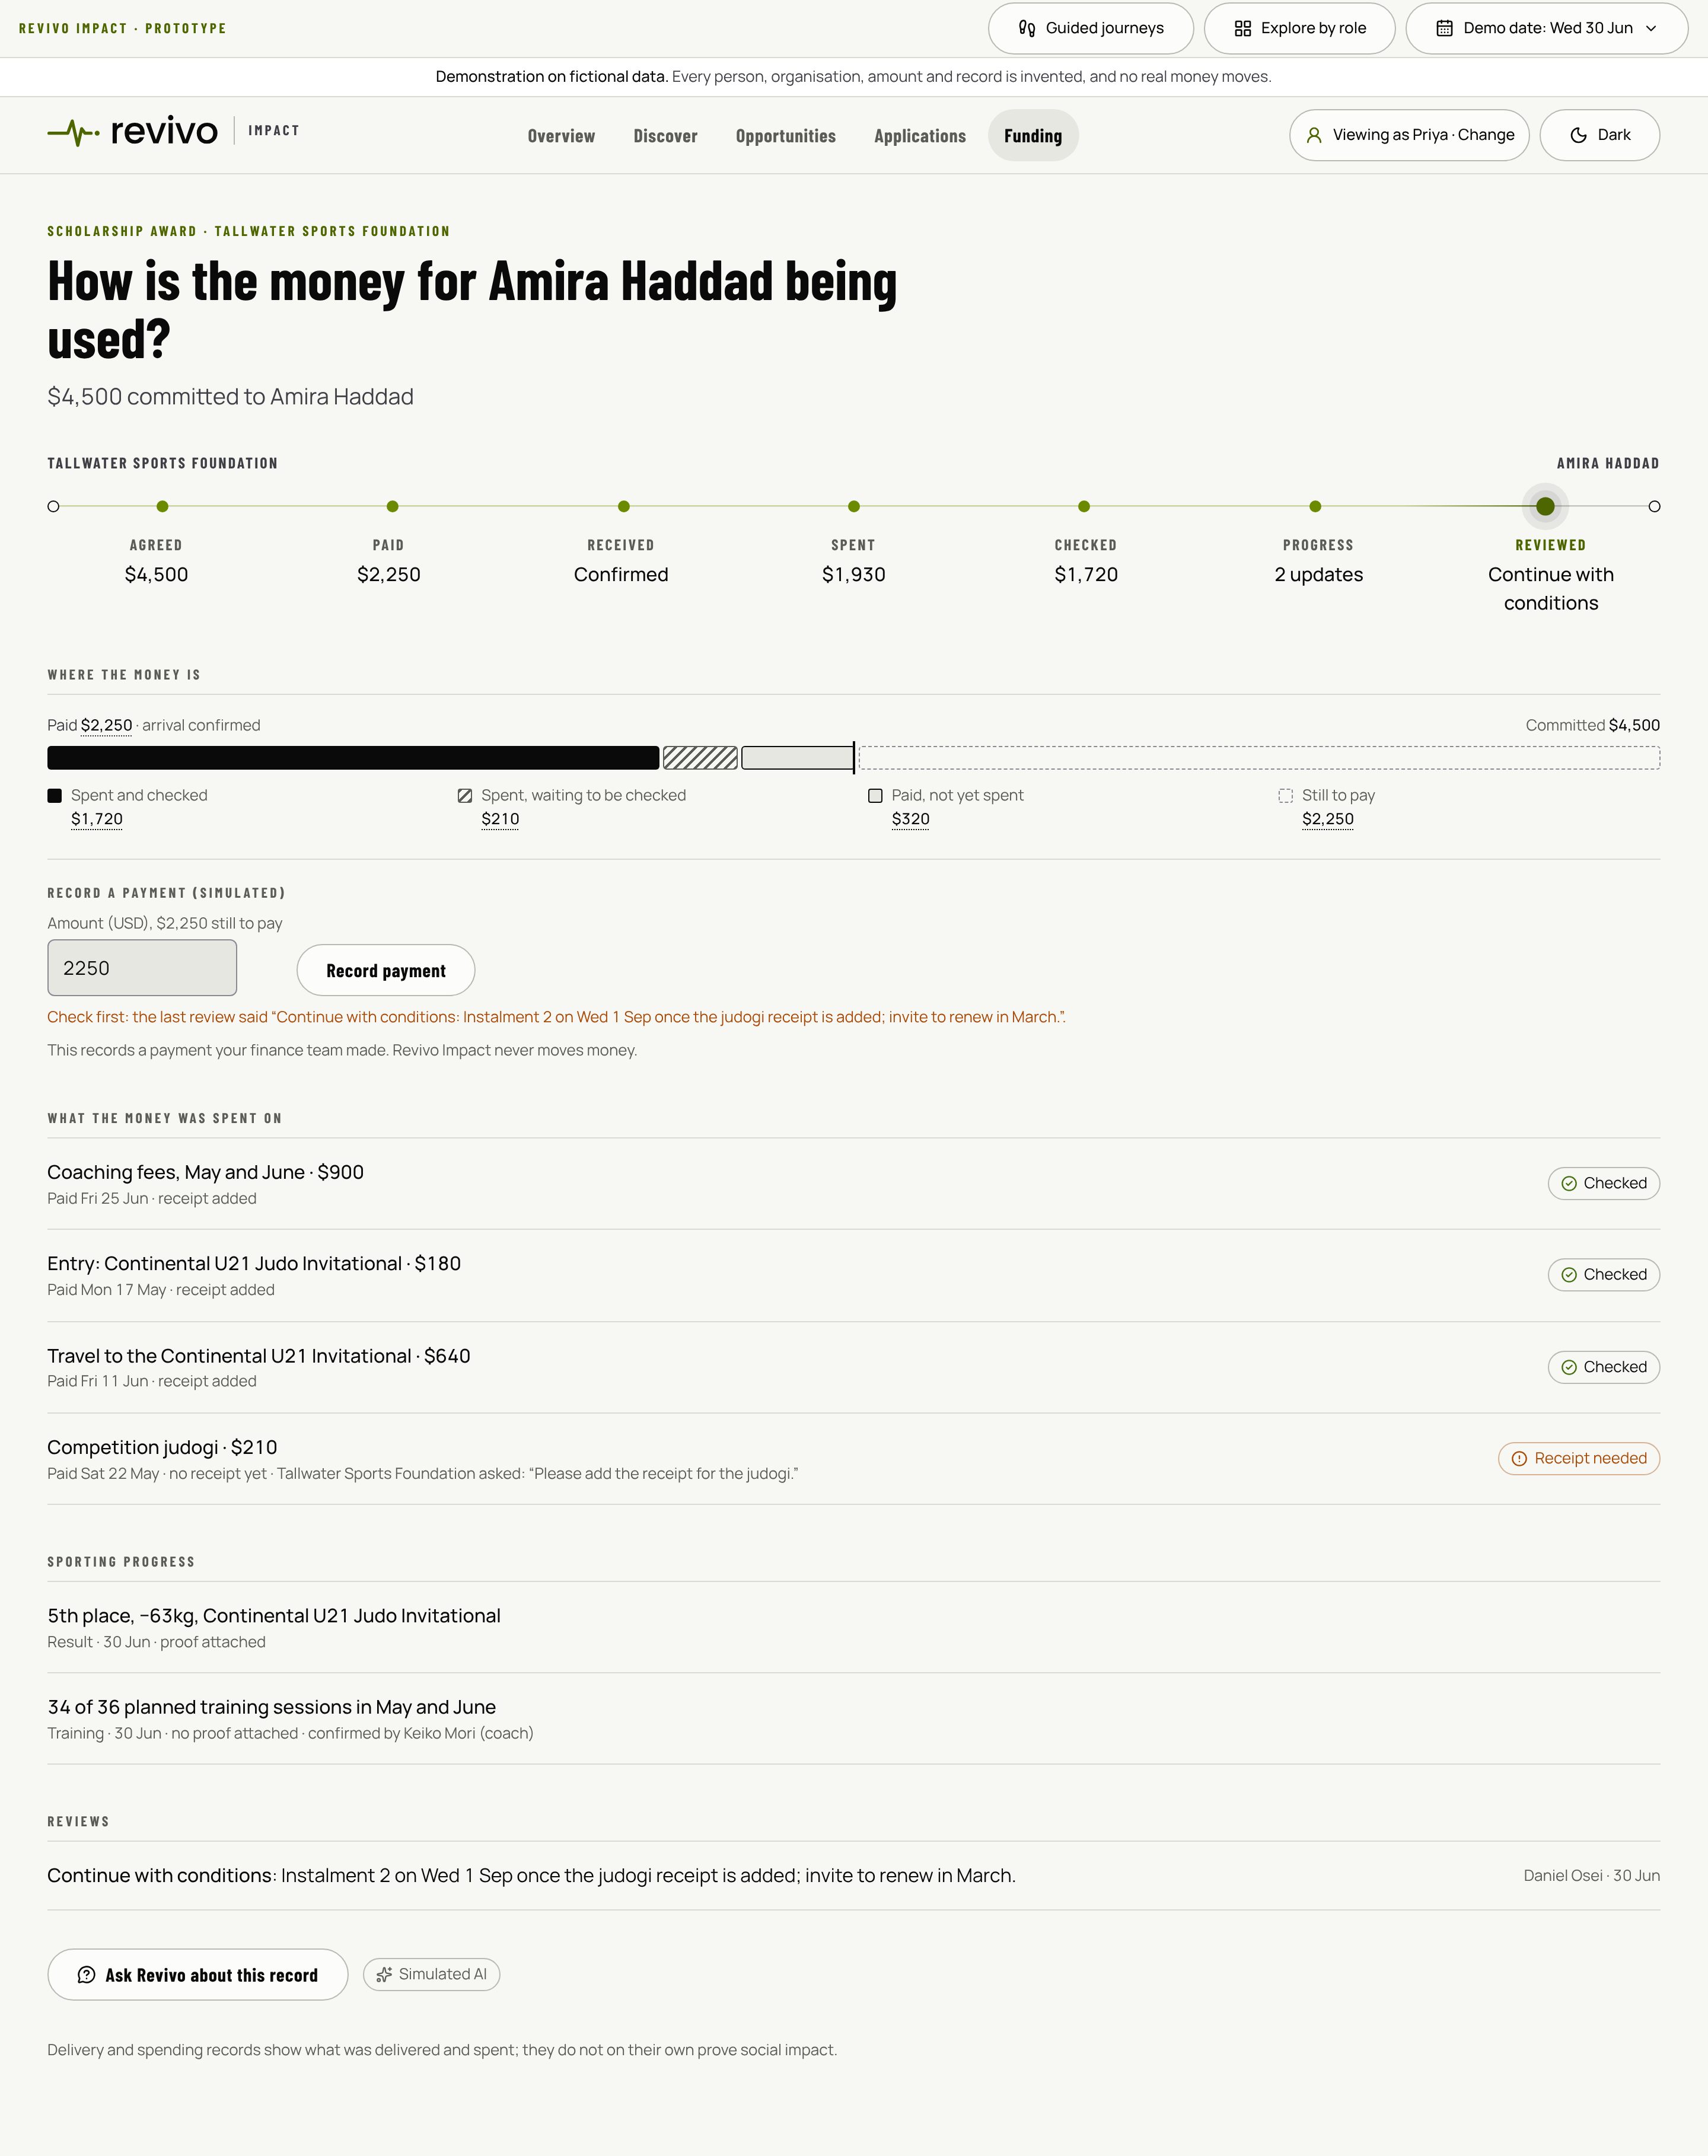 REVIVO IMPACT · PROTOTYPE
Guided journeys
Explore by role
Demo date: Wed 30 Jun
Demonstration on fictional data. Every person, organisation, amount and record is invented, and no real money moves.
revivo
IMPACT
Overview
Discover
Opportunities
Applications
Funding
Viewing as Priya · Change
Dark
SCHOLARSHIP AWARD · TALLWATER SPORTS FOUNDATION
How is the money for Amira Haddad being
used?
$4,500 committed to Amira Haddad
TALLWATER SPORTS FOUNDATION
AMIRA HADDAD
AGREED
$4,500
PAID
$2,250
RECEIVED
Confirmed
SPENT
$1,930
CHECKED
$1,720
PROGRESS
2 updates
REVIEWED
Continue with
conditions
WHERE THE MONEY IS
Paid $2,250 · arrival confirmed
Committed $4,500
Spent and checked
$1,720
Spent, waiting to be checked
$210
Paid, not yet spent
$320
Still to pay
$2,250
RECORD A PAYMENT (SIMULATED)
Amount (USD), $2,250 still to pay
2250
Record payment
Check first: the last review said “Continue with conditions: Instalment 2 on Wed 1 Sep once the judogi receipt is added; invite to renew in March.”.
This records a payment your finance team made. Revivo Impact never moves money.
WHAT THE MONEY WAS SPENT ON
Coaching fees, May and June · $900
Paid Fri 25 Jun · receipt added
Checked
Entry: Continental U21 Judo Invitational · $180
Paid Mon 17 May · receipt added
Checked
Travel to the Continental U21 Invitational · $640
Paid Fri 11 Jun · receipt added
Checked
Competition judogi · $210
Paid Sat 22 May · no receipt yet · Tallwater Sports Foundation asked: “Please add the receipt for the judogi.”
Receipt needed
SPORTING PROGRESS
5th place, −63kg, Continental U21 Judo Invitational
Result · 30 Jun · proof attached
34 of 36 planned training sessions in May and June
Training · 30 Jun · no proof attached · confirmed by Keiko Mori (coach)
REVIEWS
Continue with conditions: Instalment 2 on Wed 1 Sep once the judogi receipt is added; invite to renew in March.
Daniel Osei · 30 Jun
Ask Revivo about this record
Simulated AI
Delivery and spending records show what was delivered and spent; they do not on their own prove social impact.